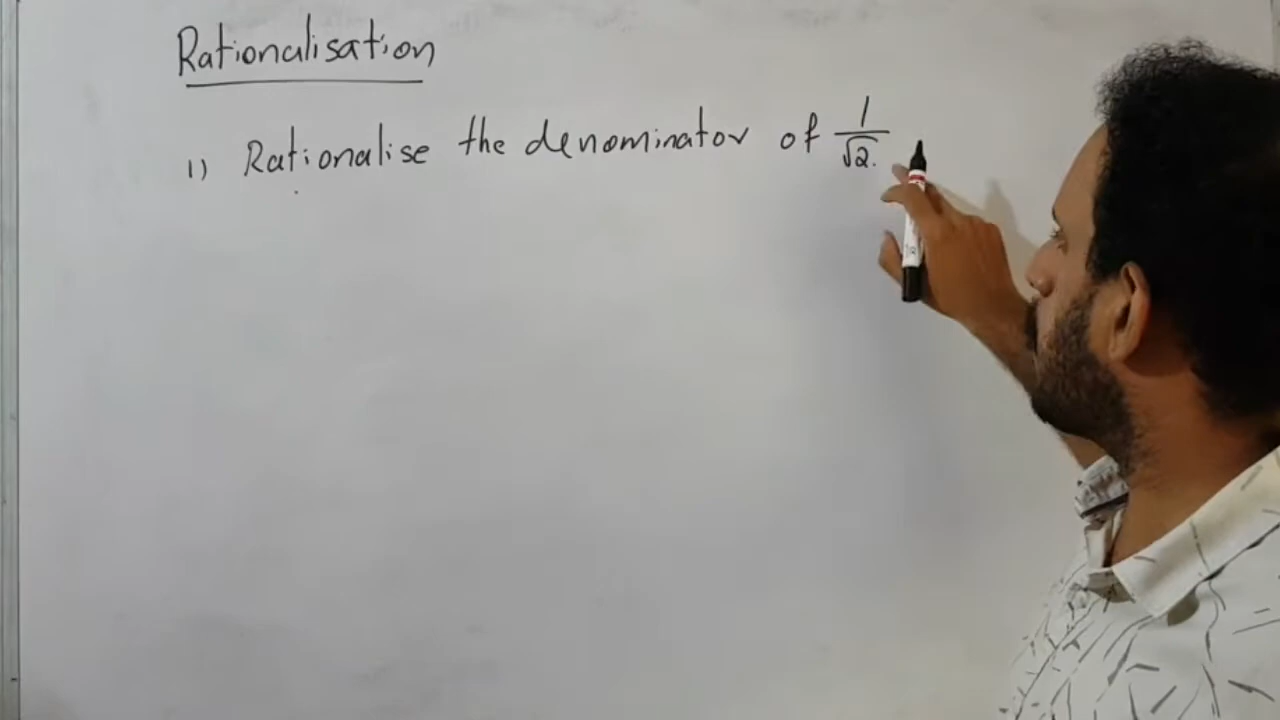 Rationalisation
1) Rationalise the denominator of 1/√2.